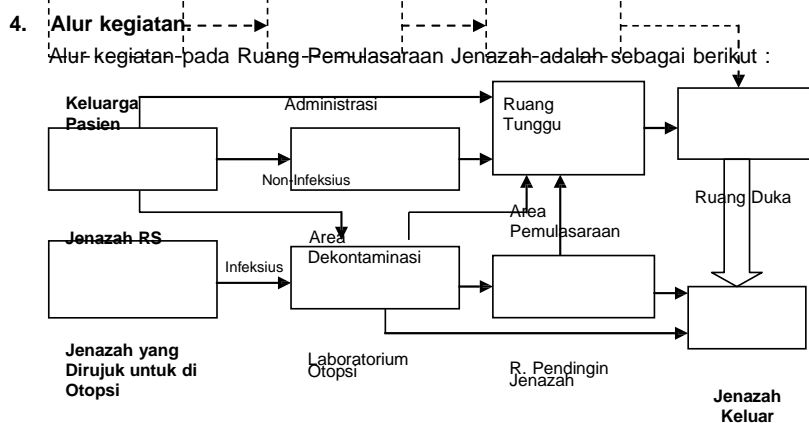 4. Alur kegiatan.
Alur kegiatan pada Ruang Pemulasaraan Jenazah adalah sebagai berikut :
Keluarga
Pasien
Administrasi
Ruang
Tunggu
Non-Infeksius
Ruang Duka
Jenazah RS
Infeksius
Area
Dekontaminasi
Area
Pemulasaraan
Jenazah yang
Dirujuk untuk di
Otopsi
Laboratorium
Otopsi
R. Pendingin
Jenazah
Jenazah
Keluar